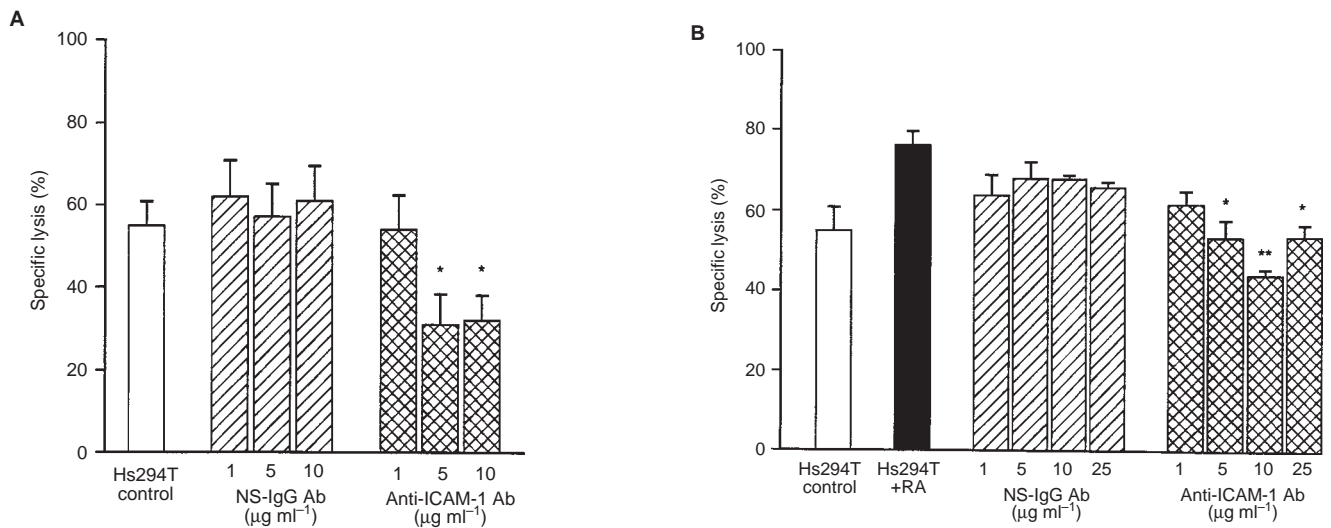 A
100
80
60
40
20
0
Specific lysis (%)
* *
Hs294T control
1 5 10
NS-IgG Ab
(µg ml⁻¹)
1 5 10
Anti-ICAM-1 Ab
(µg ml⁻¹)
B
100
80
60
40
20
0
Specific lysis (%)
* ** *
Hs294T control
Hs294T +RA
1 5 10 25
NS-IgG Ab
(µg ml⁻¹)
1 5 10 25
Anti-ICAM-1 Ab
(µg ml⁻¹)